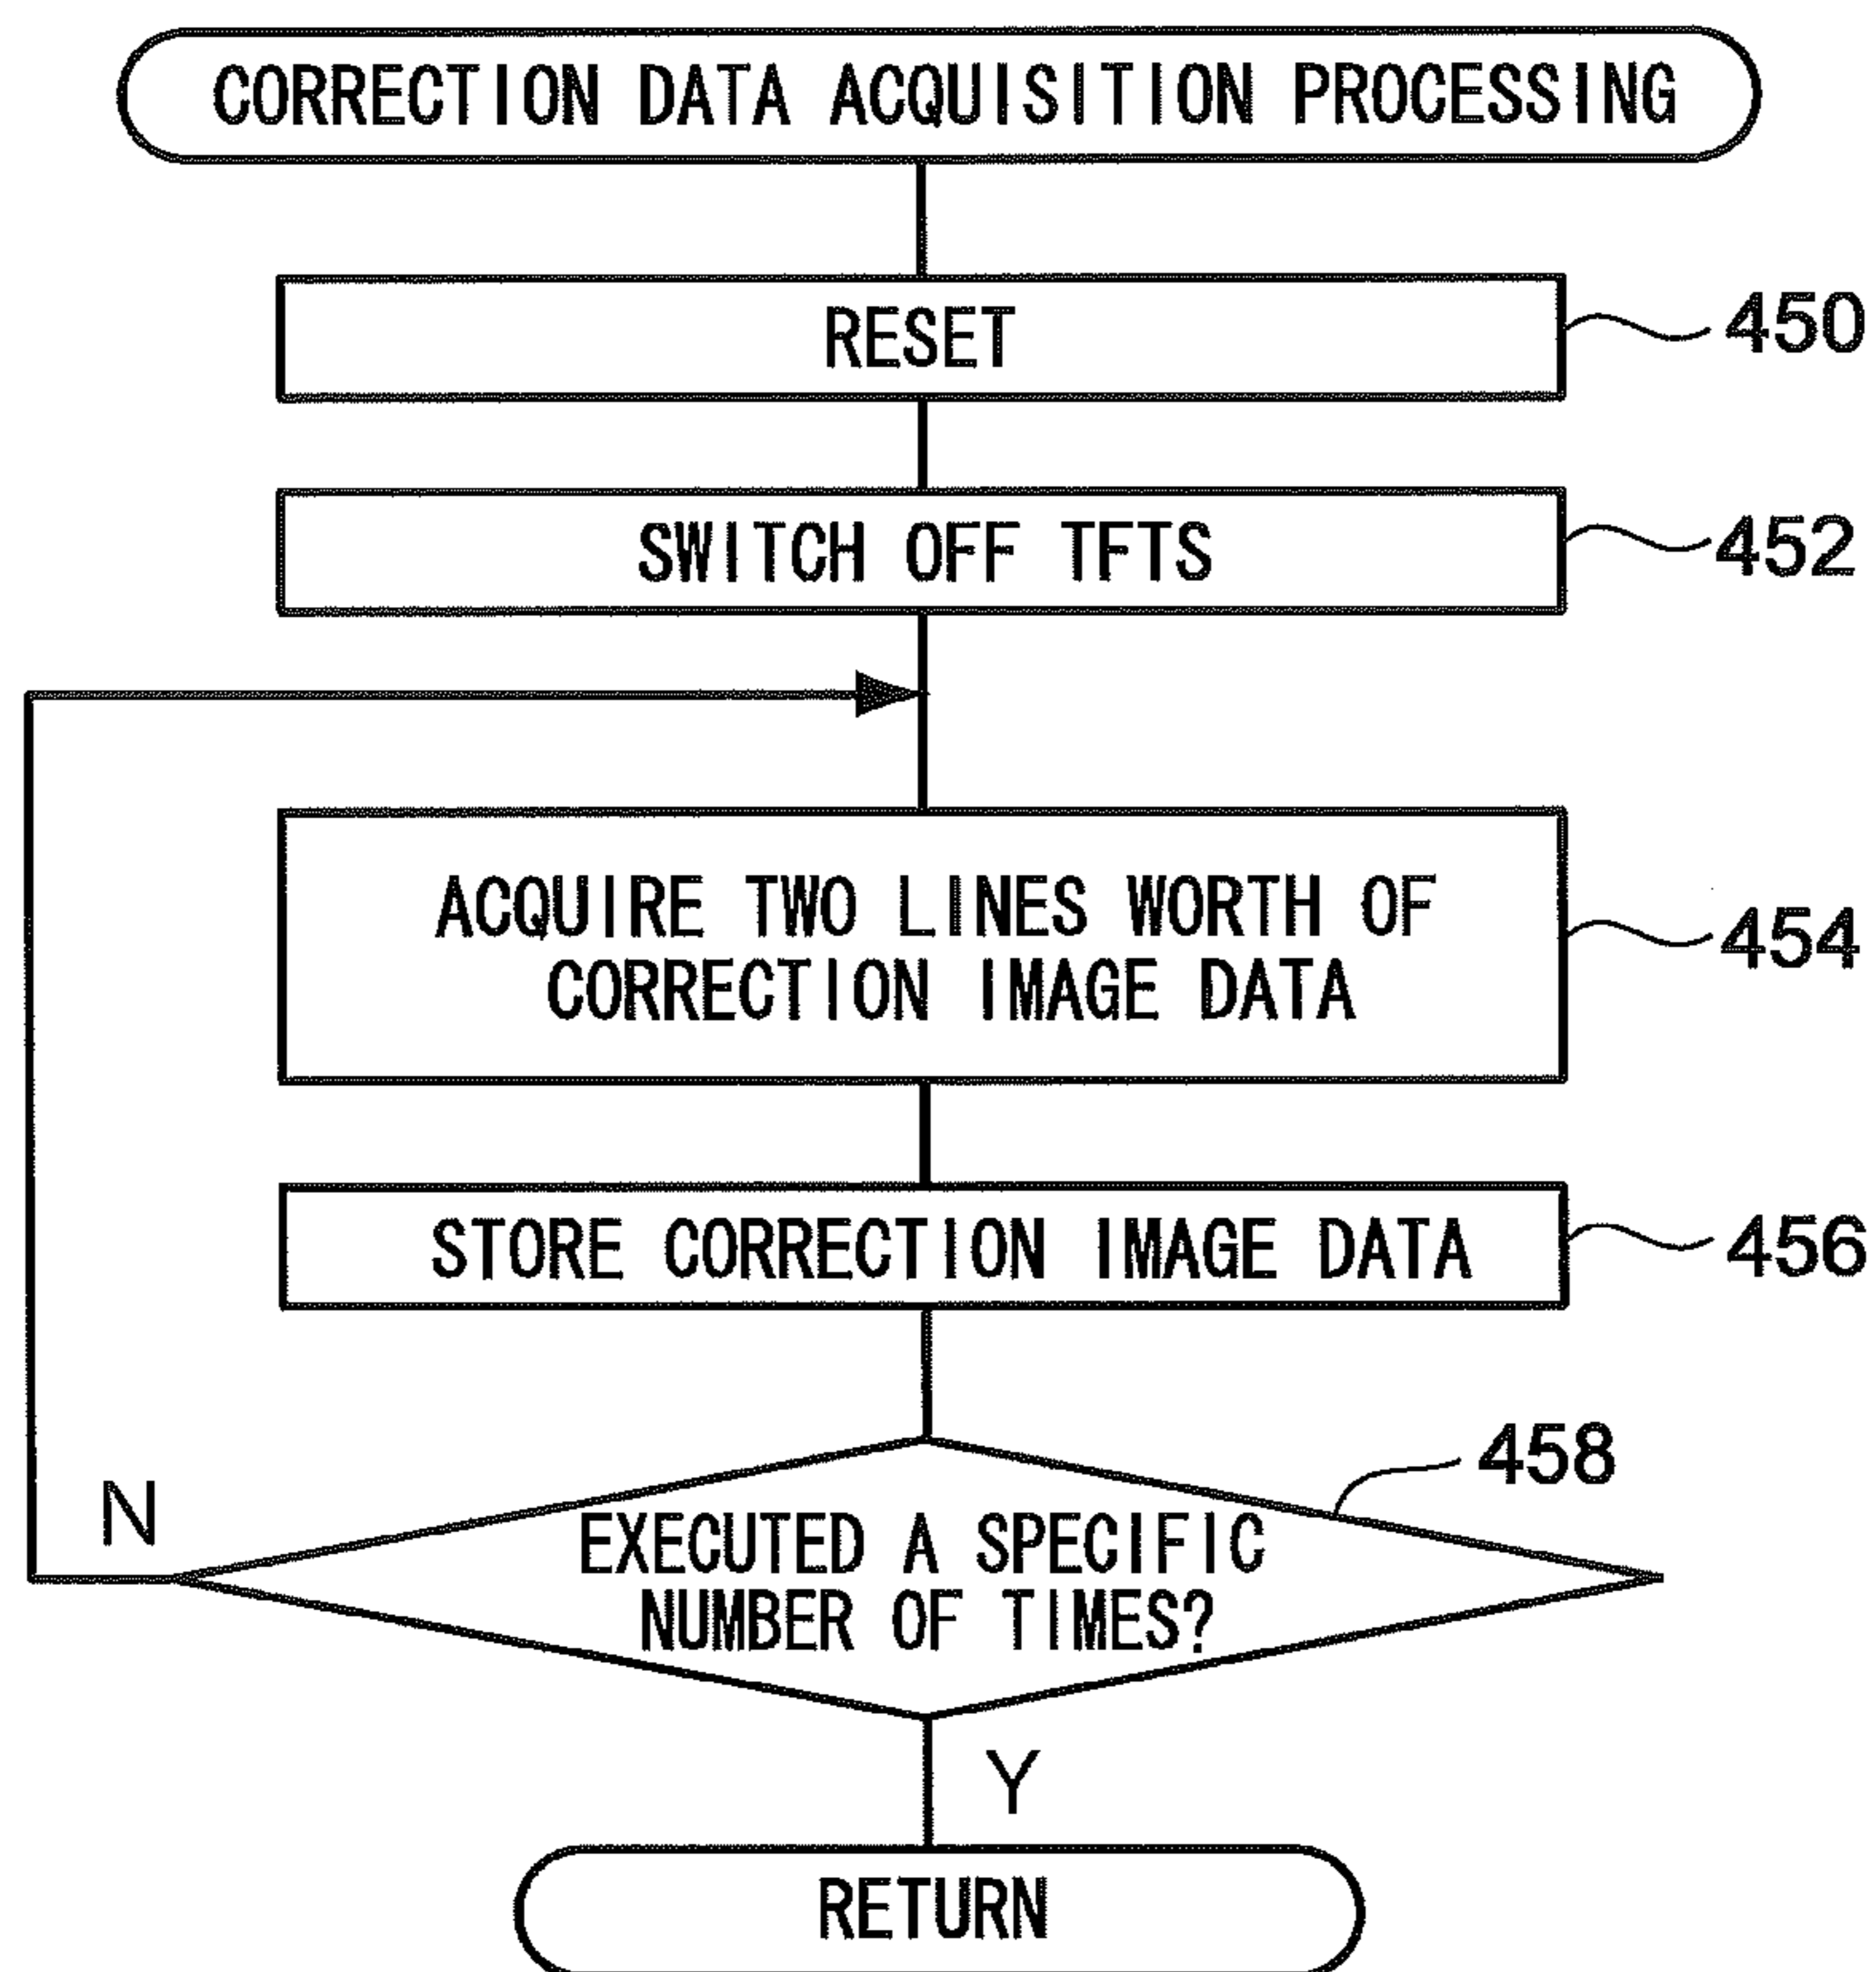 CORRECTION DATA ACQUISITION PROCESSING
RESET
450
SWITCH OFF TFTS
452
ACQUIRE TWO LINES WORTH OF
CORRECTION IMAGE DATA
454
STORE CORRECTION IMAGE DATA
456
458
EXECUTED A SPECIFIC
NUMBER OF TIMES?
N
Y
RETURN